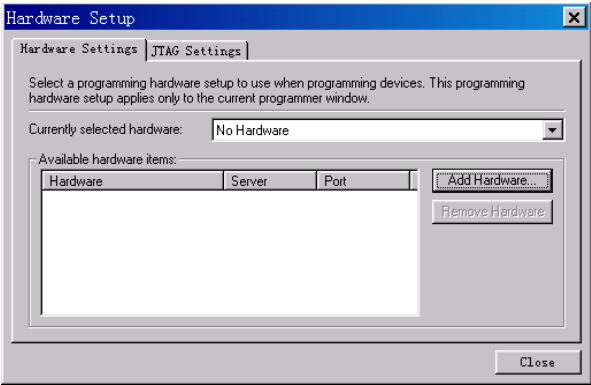 Hardware Setup
Hardware Settings JTAG Settings
Select a programming hardware setup to use when programming devices. This programming
hardware setup applies only to the current programmer window.
Currently selected hardware: No Hardware
Available hardware items:
Hardware Server Port
Add Hardware...
Remove Hardware
Close